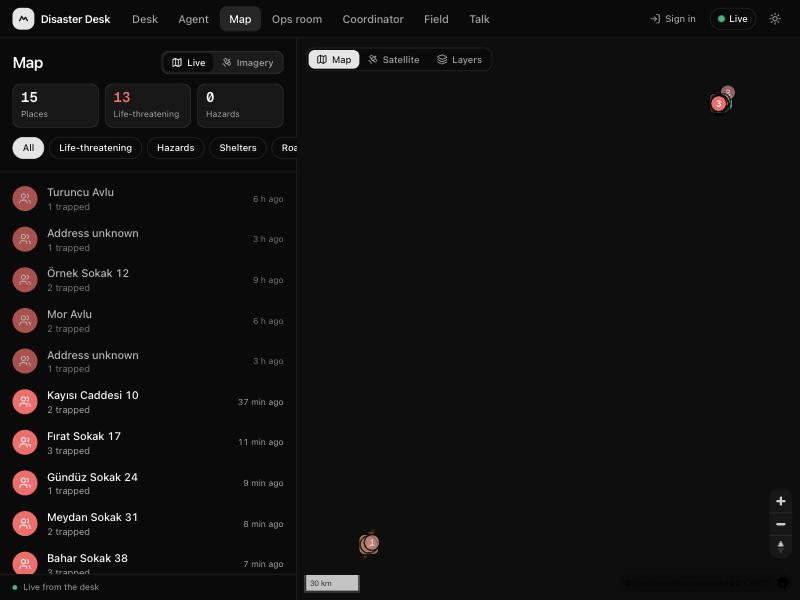 Disaster Desk
Desk
Agent
Map
Ops room
Coordinator
Field
Talk
Sign in
Live
Map
Live
Imagery
15
Places
13
Life-threatening
0
Hazards
All
Life-threatening
Hazards
Shelters
Roa
Turuncu Avlu
1 trapped
6 h ago
Address unknown
1 trapped
3 h ago
Örnek Sokak 12
2 trapped
9 h ago
Mor Avlu
2 trapped
6 h ago
Address unknown
1 trapped
3 h ago
Kayısı Caddesi 10
2 trapped
37 min ago
Fırat Sokak 17
3 trapped
11 min ago
Gündüz Sokak 24
1 trapped
9 min ago
Meydan Sokak 31
2 trapped
8 min ago
Bahar Sokak 38
3 trapped
7 min ago
Live from the desk
Map
Satellite
Layers
3
1
30 km